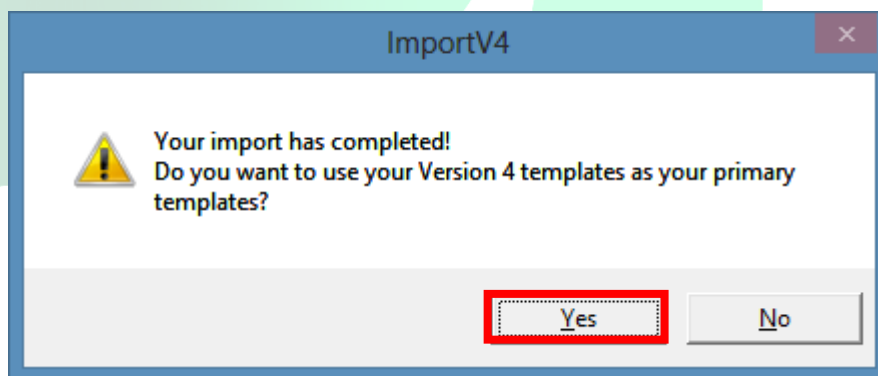 ImportV4
Your import has completed!
Do you want to use your Version 4 templates as your primary
templates?
Yes
No